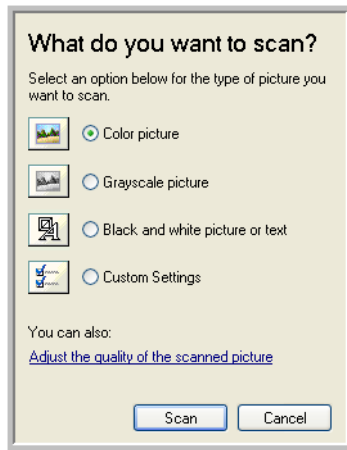 What do you want to scan?
Select an option below for the type of picture you
want to scan.
Color picture
Grayscale picture
Black and white picture or text
Custom Settings
You can also:
Adjust the quality of the scanned picture
Scan
Cancel